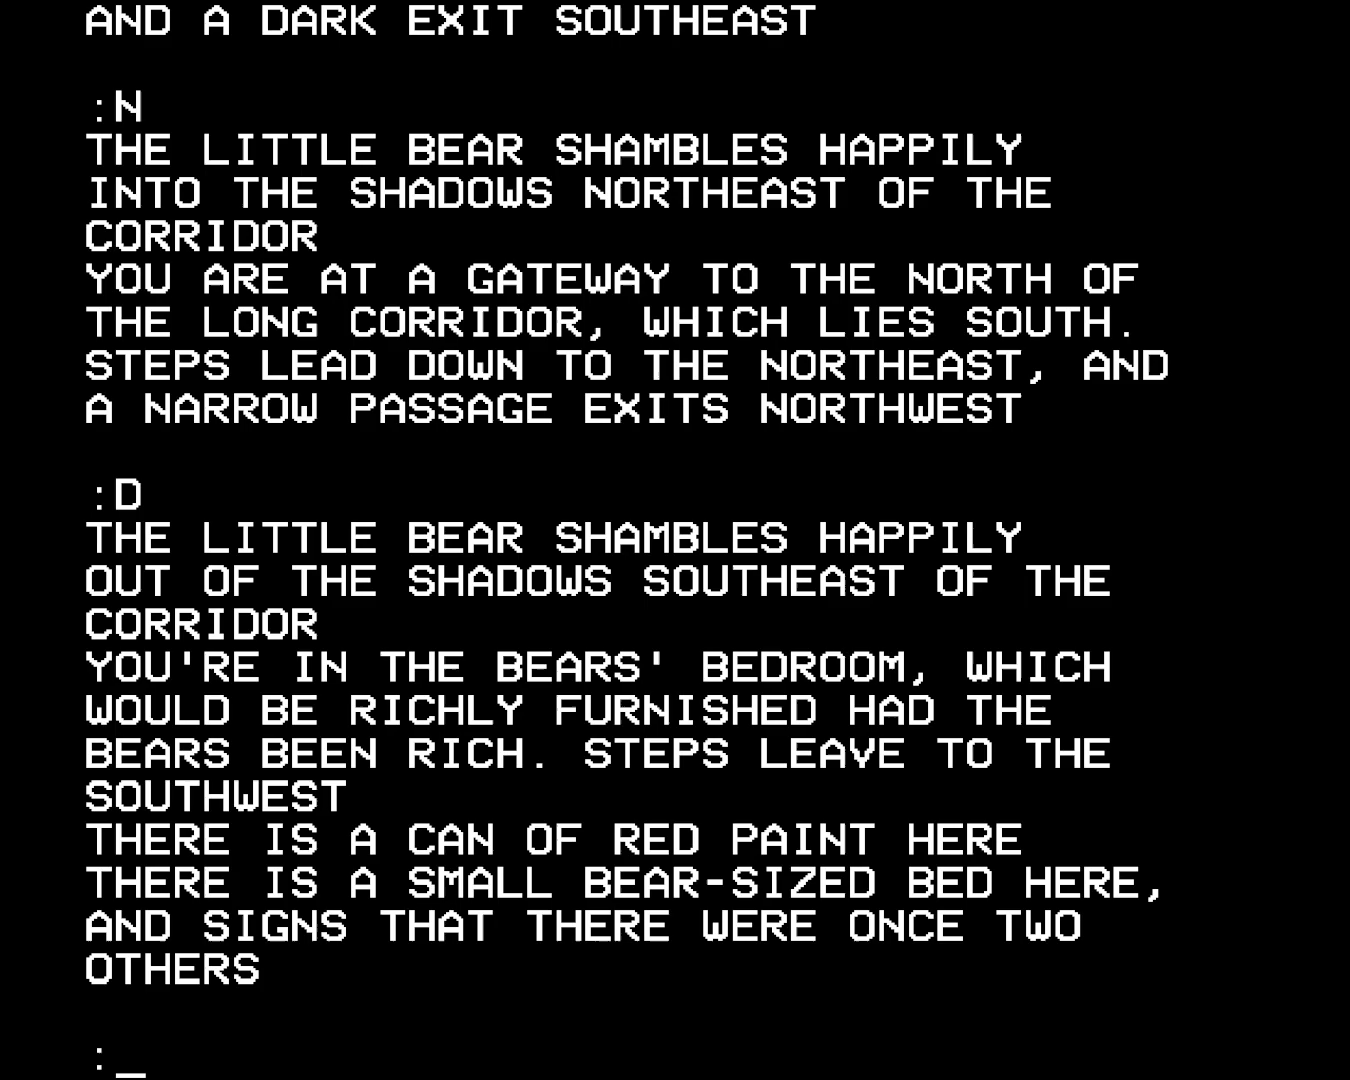 AND A DARK EXIT SOUTHEAST
:N
THE LITTLE BEAR SHAMBLES HAPPILY
INTO THE SHADOWS NORTHEAST OF THE
CORRIDOR
YOU ARE AT A GATEWAY TO THE NORTH OF
THE LONG CORRIDOR, WHICH LIES SOUTH.
STEPS LEAD DOWN TO THE NORTHEAST, AND
A NARROW PASSAGE EXITS NORTHWEST
:D
THE LITTLE BEAR SHAMBLES HAPPILY
OUT OF THE SHADOWS SOUTHEAST OF THE
CORRIDOR
YOU'RE IN THE BEARS' BEDROOM, WHICH
WOULD BE RICHLY FURNISHED HAD THE
BEARS BEEN RICH. STEPS LEAVE TO THE
SOUTHWEST
THERE IS A CAN OF RED PAINT HERE
THERE IS A SMALL BEAR-SIZED BED HERE,
AND SIGNS THAT THERE WERE ONCE TWO
OTHERS
:_